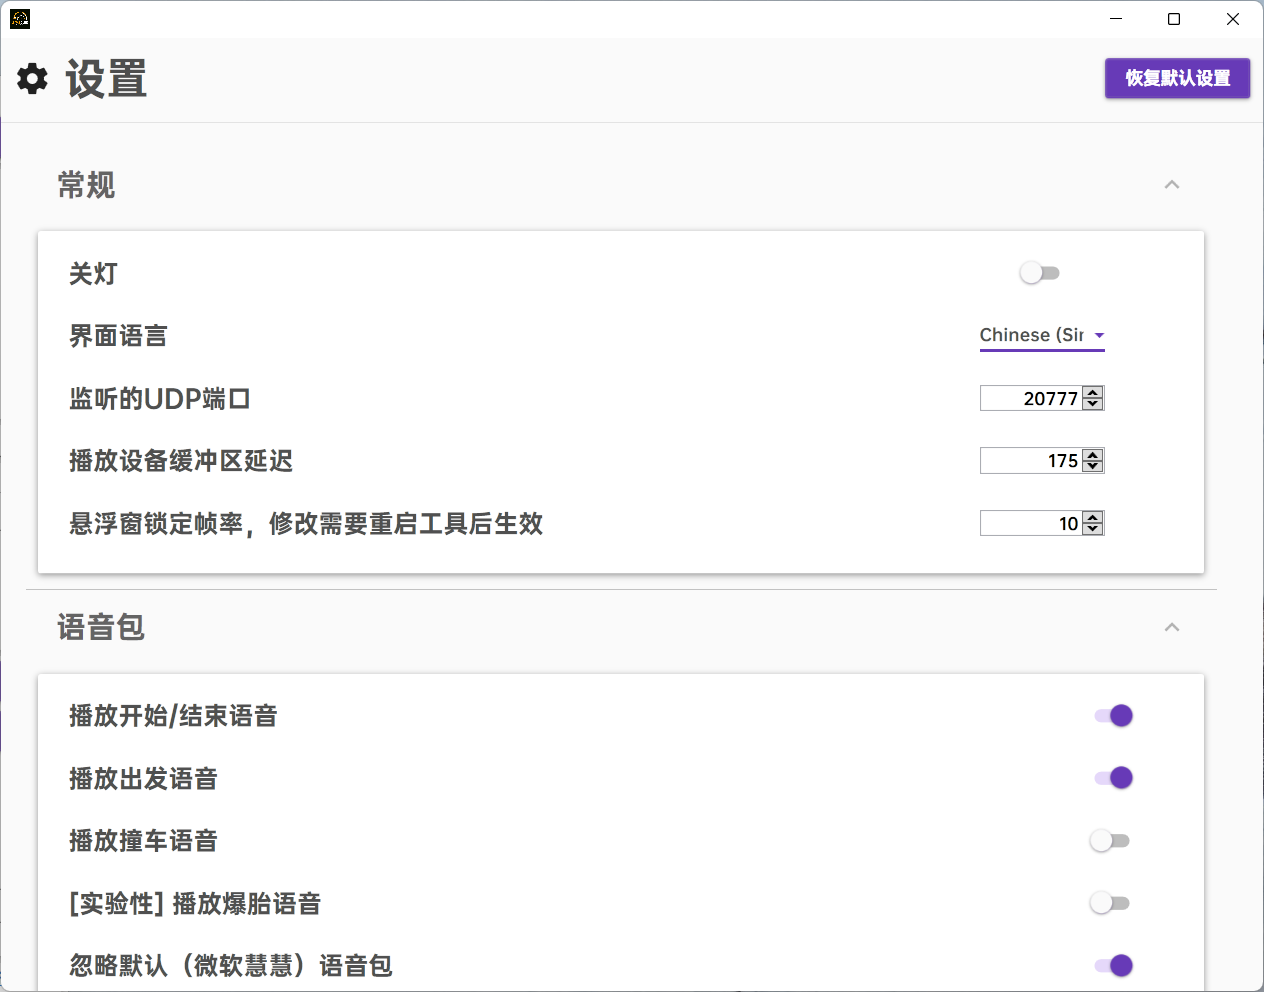 设置
恢复默认设置
常规
关灯
界面语言
Chinese (Sir
监听的UDP端口
20777
播放设备缓冲区延迟
175
悬浮窗锁定帧率，修改需要重启工具后生效
10
语音包
播放开始/结束语音
播放出发语音
播放撞车语音
[实验性] 播放爆胎语音
忽略默认（微软慧慧）语音包